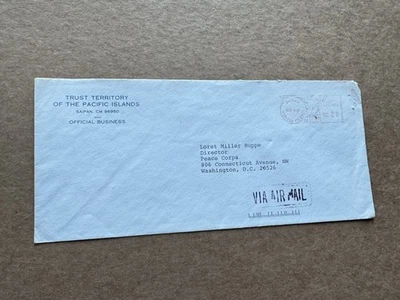 TRUST TERRITORY
OF THE PACIFIC ISLANDS
SAIPAN, CM 96950
OFFICIAL BUSINESS
Loret Miller Ruppe
Director
Peace Corps
806 Connecticut Avenue, NW
Washington, D.C. 20526
VIA AIR MAIL